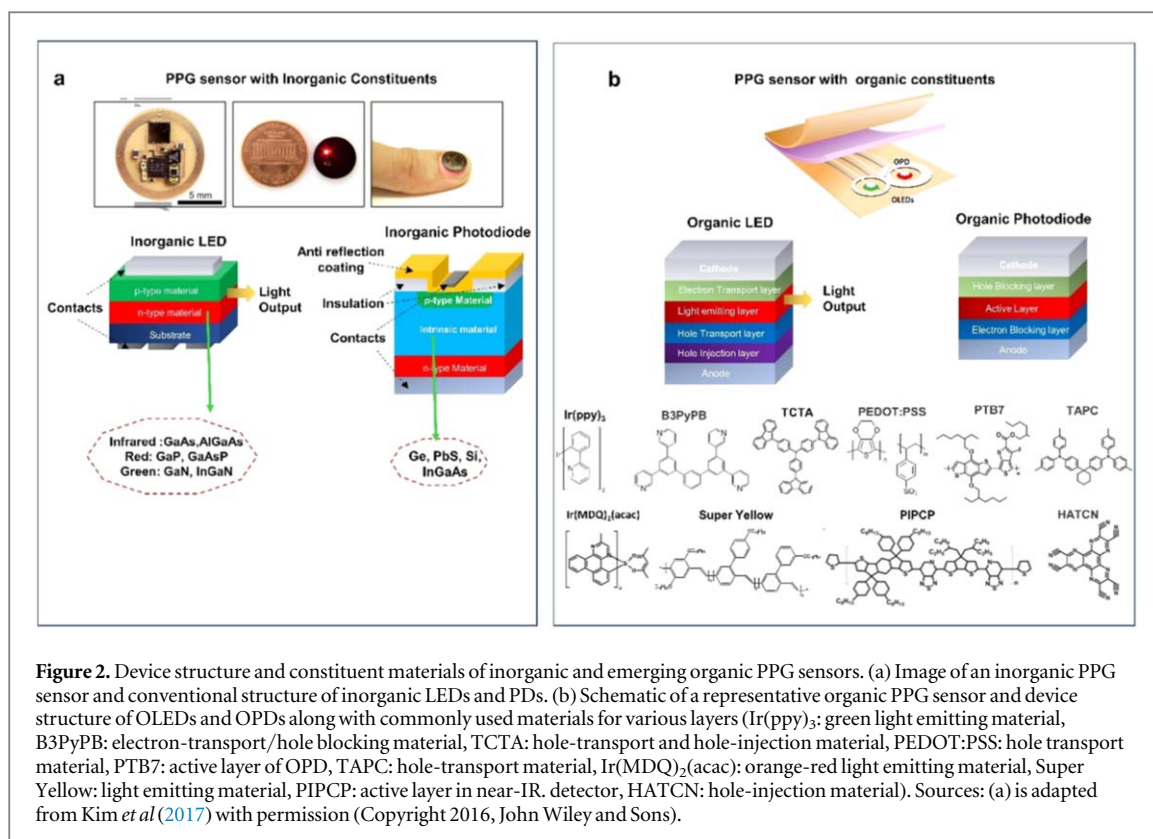 a
PPG sensor with Inorganic Constituents
5 mm
Inorganic LED
p-type material
n-type material
Substrate
Contacts
Light
Output
Inorganic Photodiode
Anti reflection
coating
Insulation
Contacts
p-type Material
Intrinsic material
n-type Material
Infrared :GaAs,AlGaAs
Red: GaP, GaAsP
Green: GaN, InGaN
Ge, PbS, Si,
InGaAs
b
PPG sensor with organic constituents
OPD
OLEDs
Organic LED
Cathode
Electron Transport layer
Light emitting layer
Hole Transport layer
Hole Injection layer
Anode
Light
Output
Organic Photodiode
Cathode
Hole Blocking layer
Active Layer
Electron Blocking layer
Anode
Ir(ppy)₃
B3PyPB
TCTA
PEDOT:PSS
PTB7
TAPC
Ir(MDQ)₂(acac)
Super Yellow
PIPCP
HATCN
Figure 2. Device structure and constituent materials of inorganic and emerging organic PPG sensors. (a) Image of an inorganic PPG
sensor and conventional structure of inorganic LEDs and PDs. (b) Schematic of a representative organic PPG sensor and device
structure of OLEDs and OPDs along with commonly used materials for various layers (Ir(ppy)₃: green light emitting material,
B3PyPB: electron-transport/hole blocking material, TCTA: hole-transport and hole-injection material, PEDOT:PSS: hole transport
material, PTB7: active layer of OPD, TAPC: hole-transport material, Ir(MDQ)₂(acac): orange-red light emitting material, Super
Yellow: light emitting material, PIPCP: active layer in near-IR. detector, HATCN: hole-injection material). Sources: (a) is adapted
from Kim et al (2017) with permission (Copyright 2016, John Wiley and Sons).